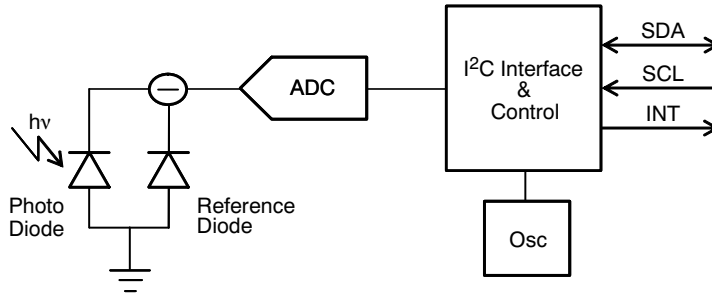 hν
Photo
Diode
Reference
Diode
−
ADC
I²C Interface
&
Control
Osc
SDA
SCL
INT